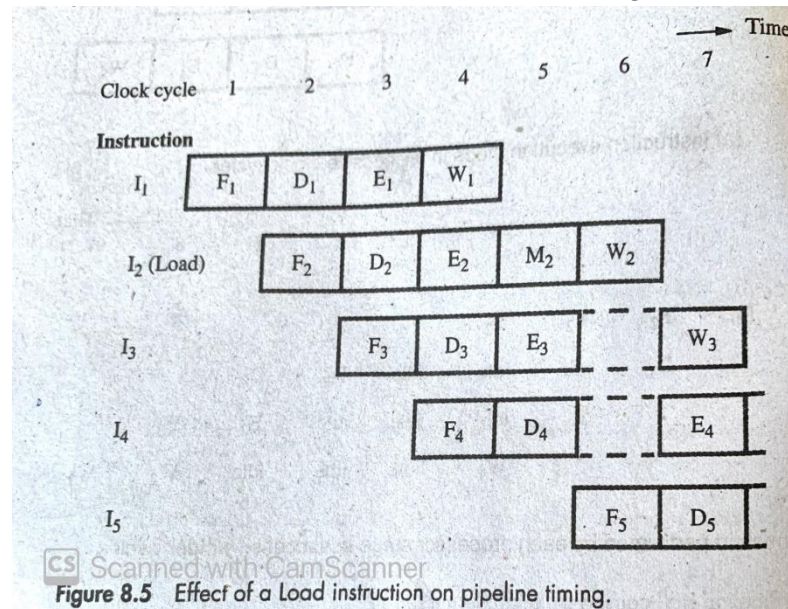 Time
Clock cycle 1 2 3 4 5 6 7
Instruction
I₁ F₁ D₁ E₁ W₁
I₂ (Load) F₂ D₂ E₂ M₂ W₂
I₃ F₃ D₃ E₃ W₃
I₄ F₄ D₄ E₄
I₅ F₅ D₅
CS Scanned with CamScanner
Figure 8.5 Effect of a Load instruction on pipeline timing.